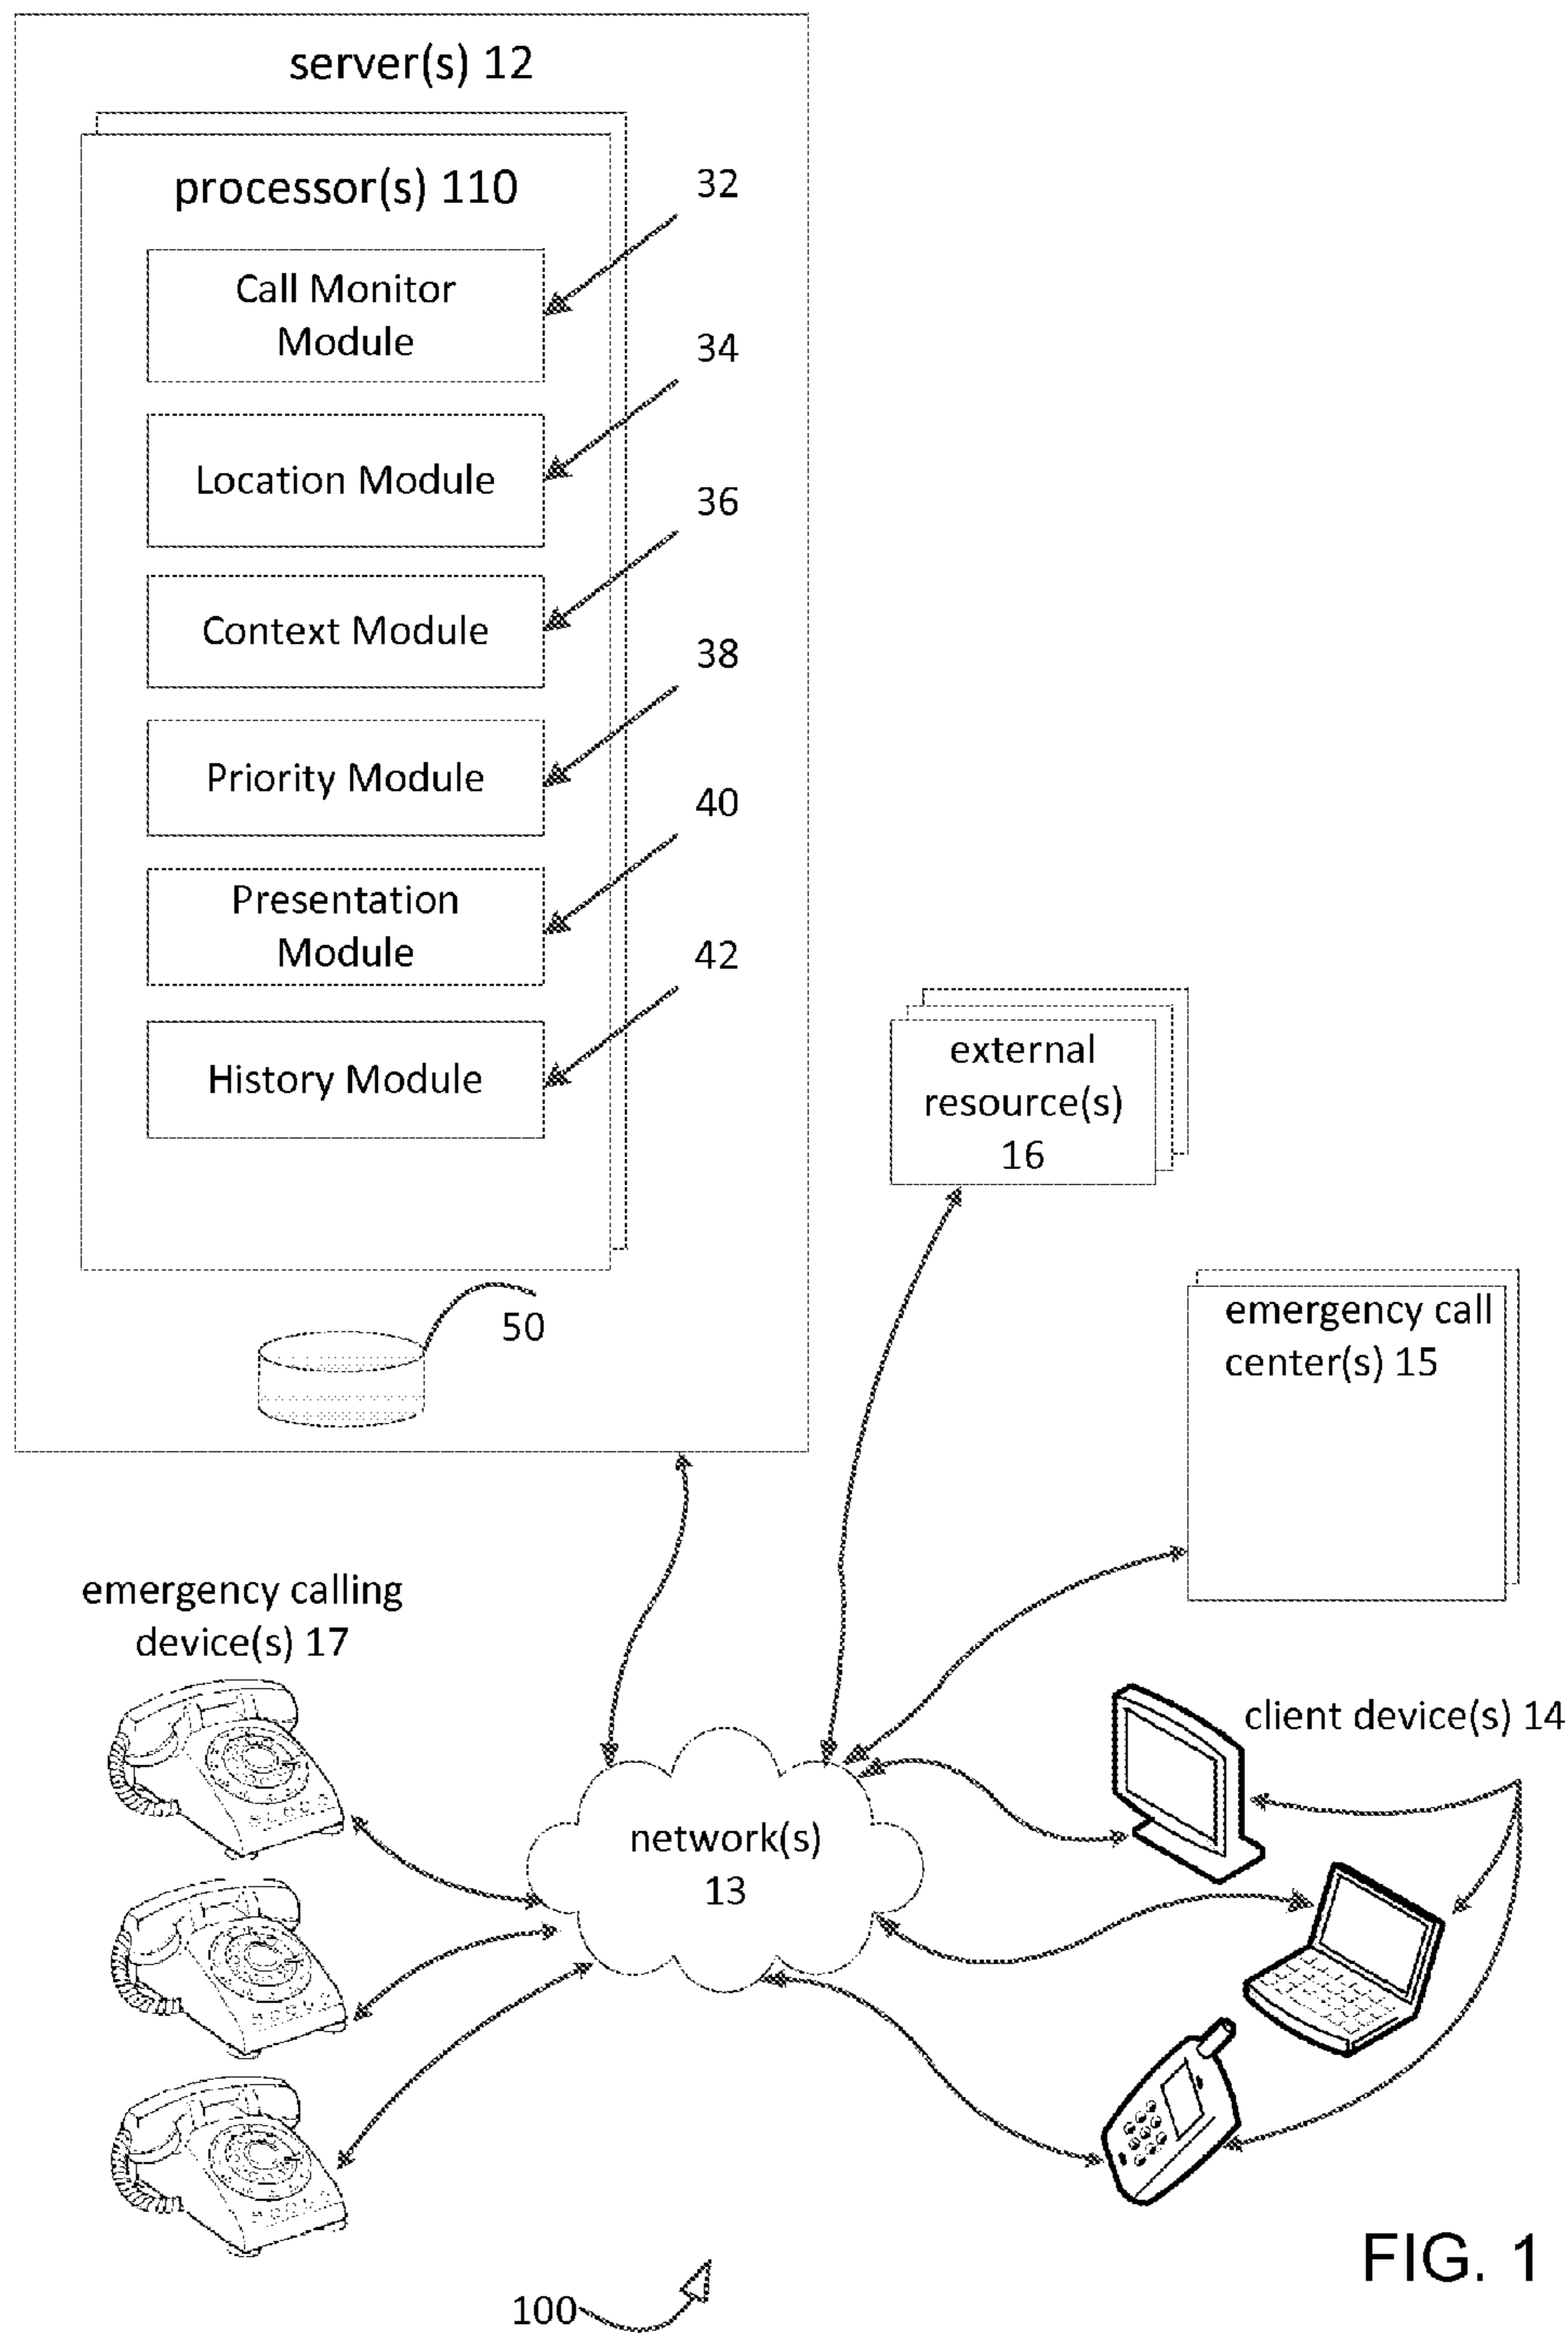 server(s) 12
processor(s) 110
32
Call Monitor
Module
34
Location Module
36
Context Module
38
Priority Module
40
Presentation
Module
42
History Module
50
external
resource(s)
16
emergency call
center(s) 15
emergency calling
device(s) 17
client device(s) 14
network(s)
13
FIG. 1
100